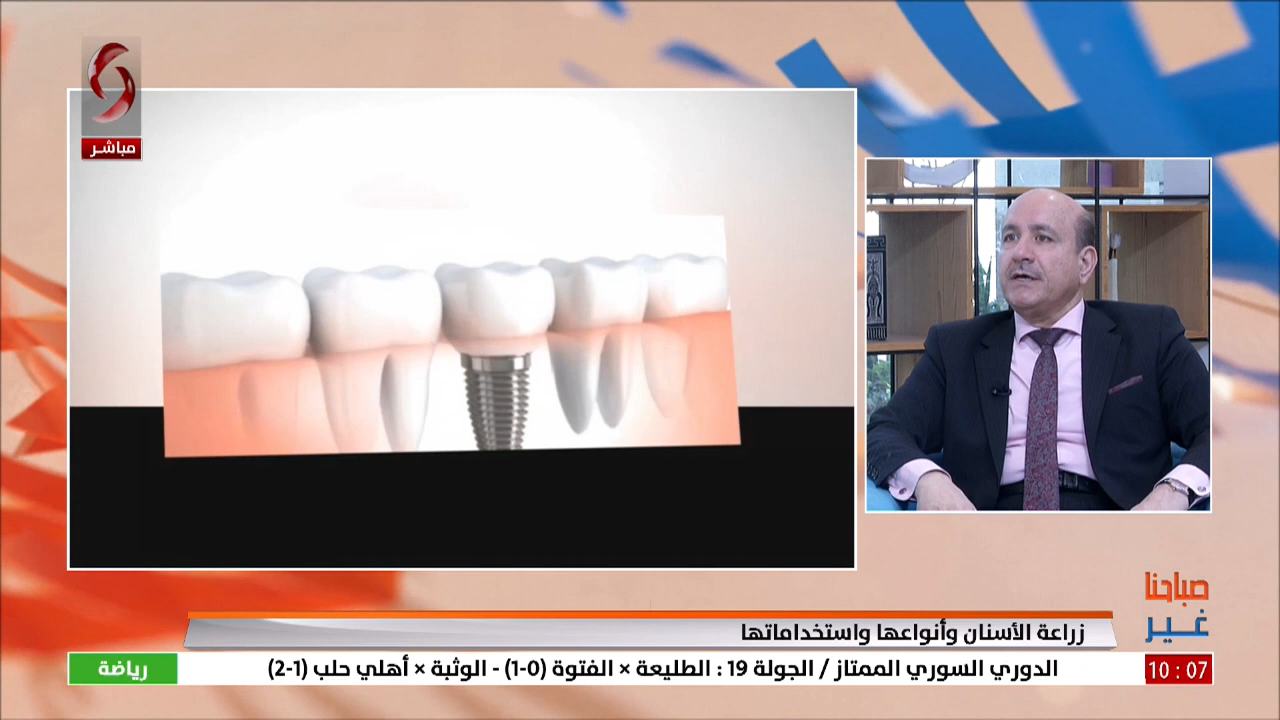 مباشر
صباحنا
غير
زراعة الأسنان وأنواعها واستخداماتها
رياضة
الدوري السوري الممتاز / الجولة 19 : الطليعة × الفتوة (0-1) - الوثبة × أهلي حلب (1-2)
10 : 07